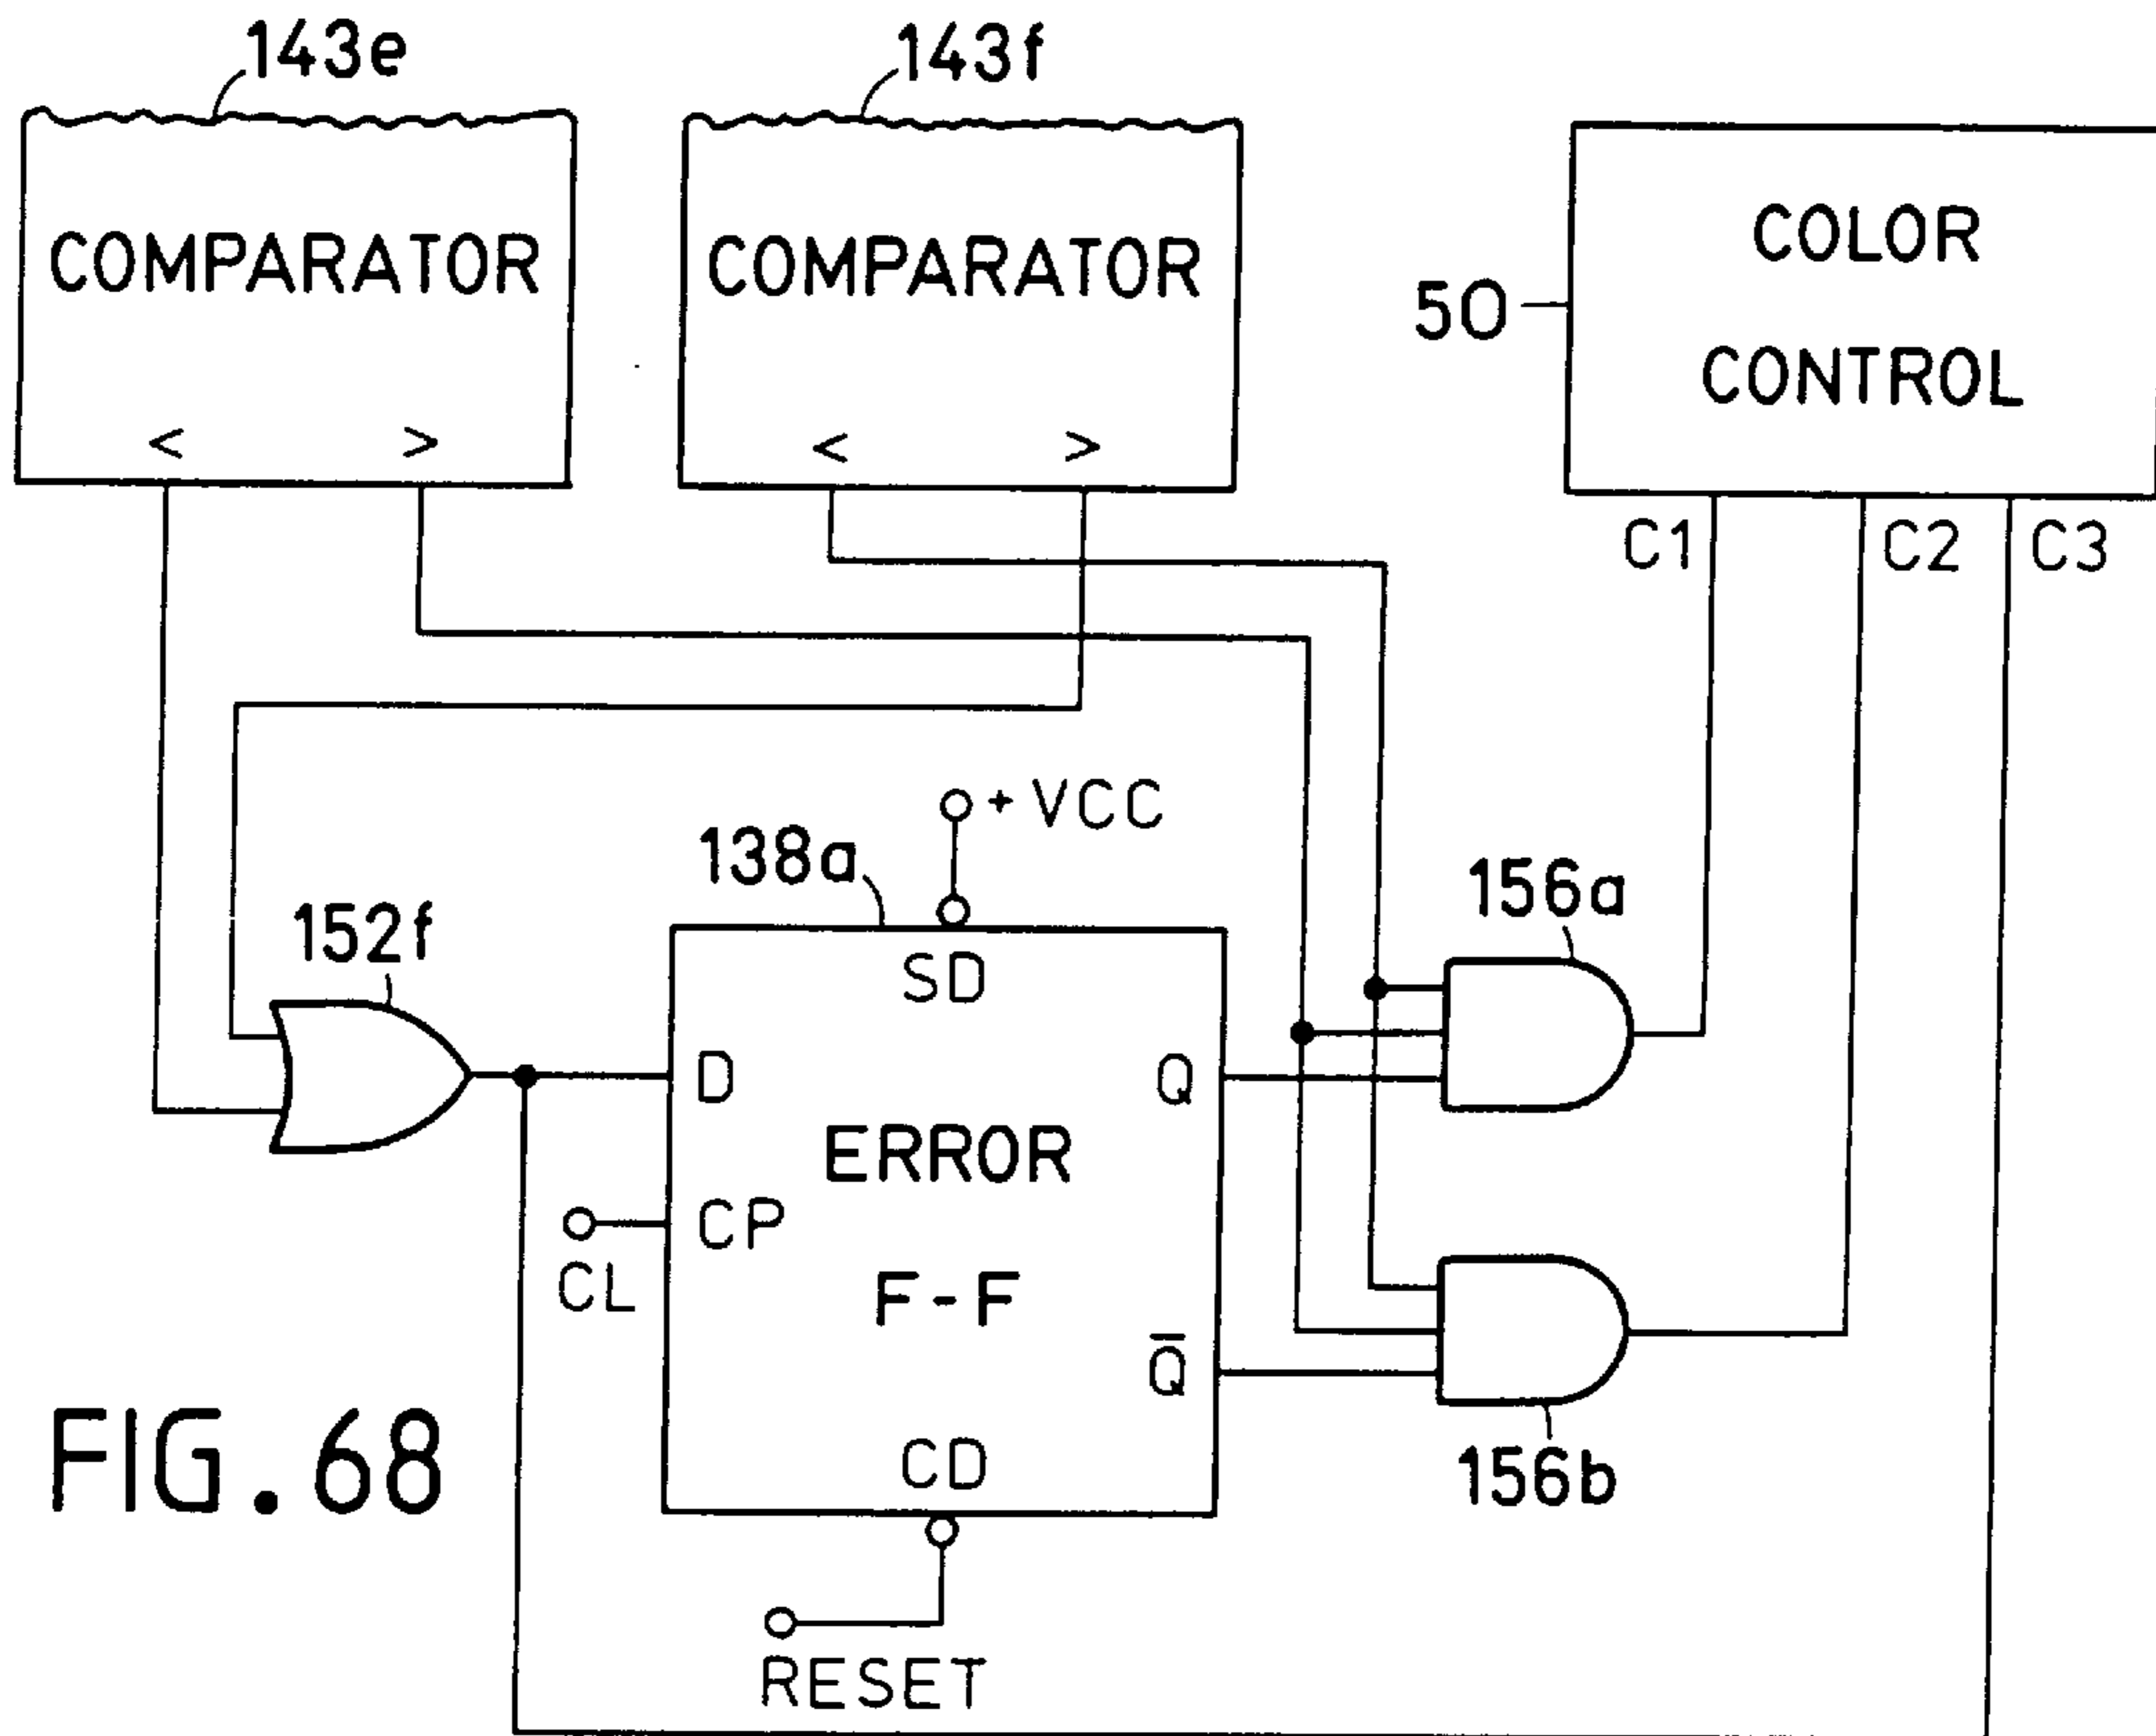 143e
143f
COMPARATOR
< >
COMPARATOR
< >
COLOR
CONTROL
50
C1
C2
C3
+ VCC
138a
152f
156a
SD
D
Q
ERROR
CP
CL
F-F
Q̅
CD
156b
FIG. 68
RESET